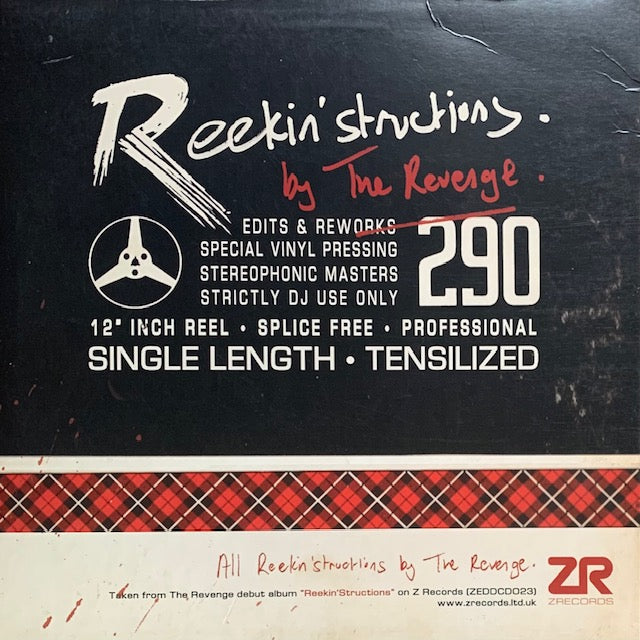 Reekin'structions.
by The Revenge.
EDITS & REWORKS
SPECIAL VINYL PRESSING
STEREOPHONIC MASTERS
STRICTLY DJ USE ONLY
290
12" INCH REEL • SPLICE FREE • PROFESSIONAL
SINGLE LENGTH • TENSILIZED
All Reekin'structions by The Revenge.
Taken from The Revenge debut album "Reekin'Structions" on Z Records (ZEDDCD023)
www.zrecords.ltd.uk
ZR
ZRECORDS